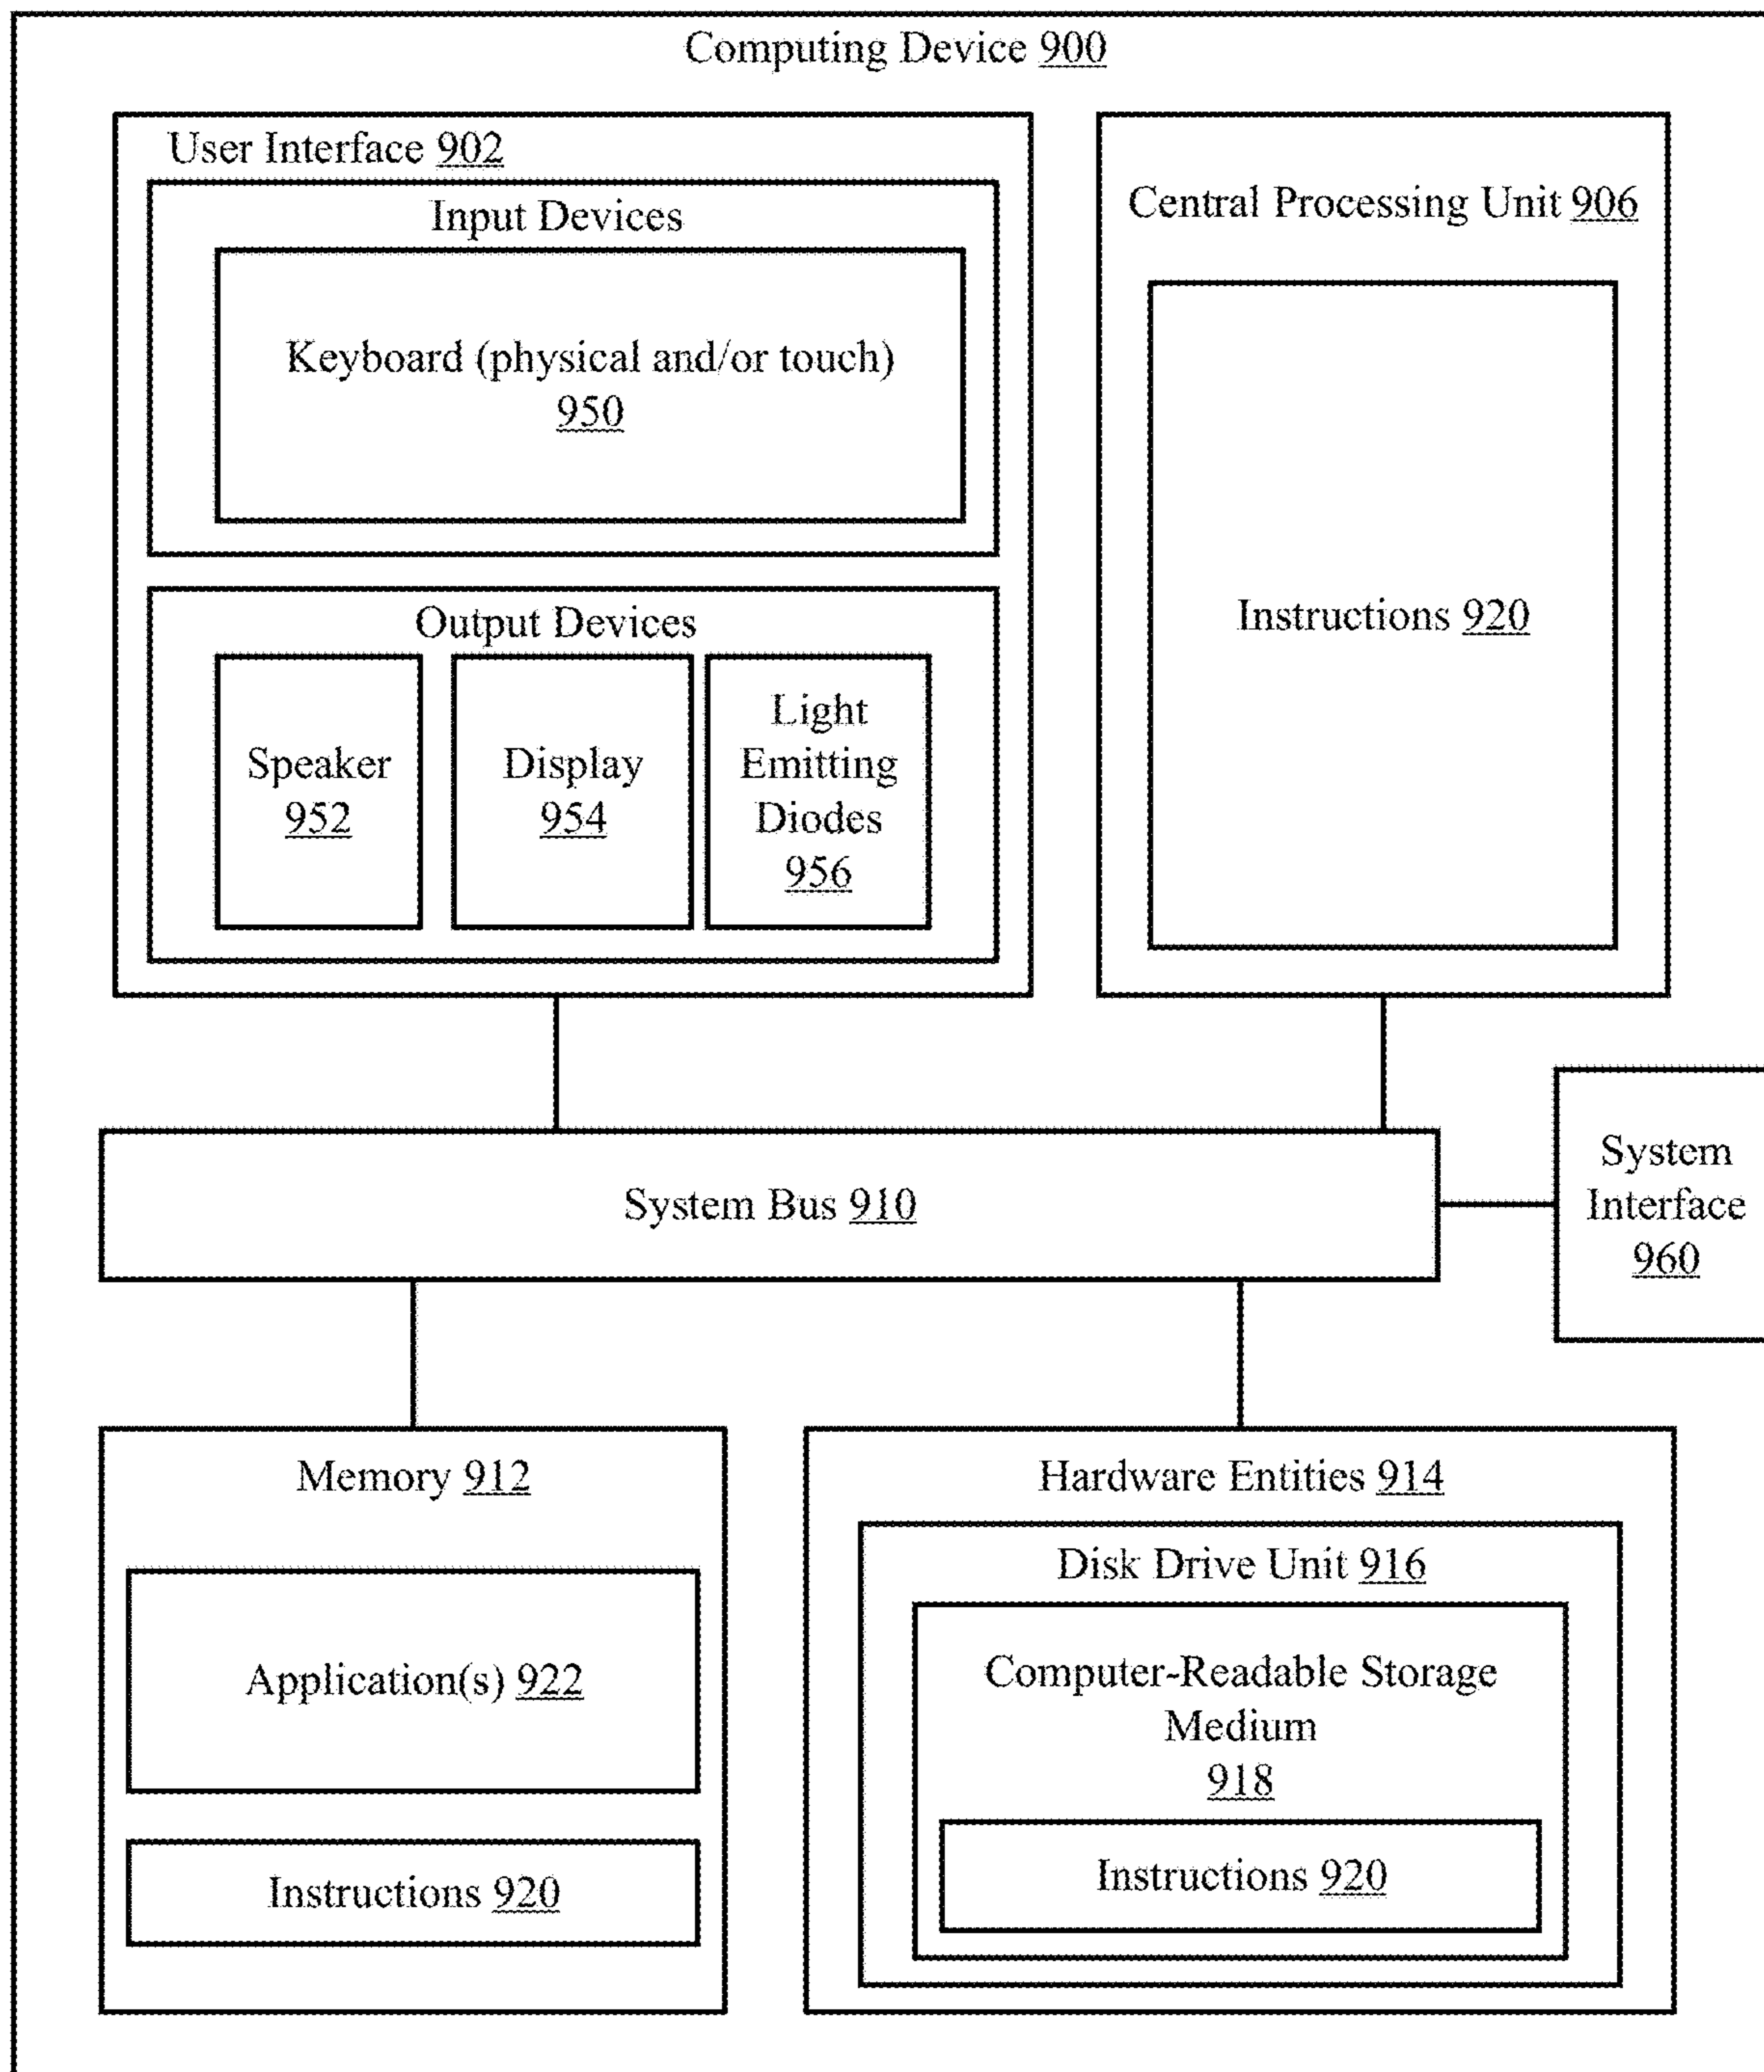 Computing Device 900
User Interface 902
Input Devices
Keyboard (physical and/or touch)
950
Output Devices
Speaker
952
Display
954
Light
Emitting
Diodes
956
Central Processing Unit 906
Instructions 920
System Bus 910
System
Interface
960
Memory 912
Application(s) 922
Instructions 920
Hardware Entities 914
Disk Drive Unit 916
Computer-Readable Storage
Medium
918
Instructions 920